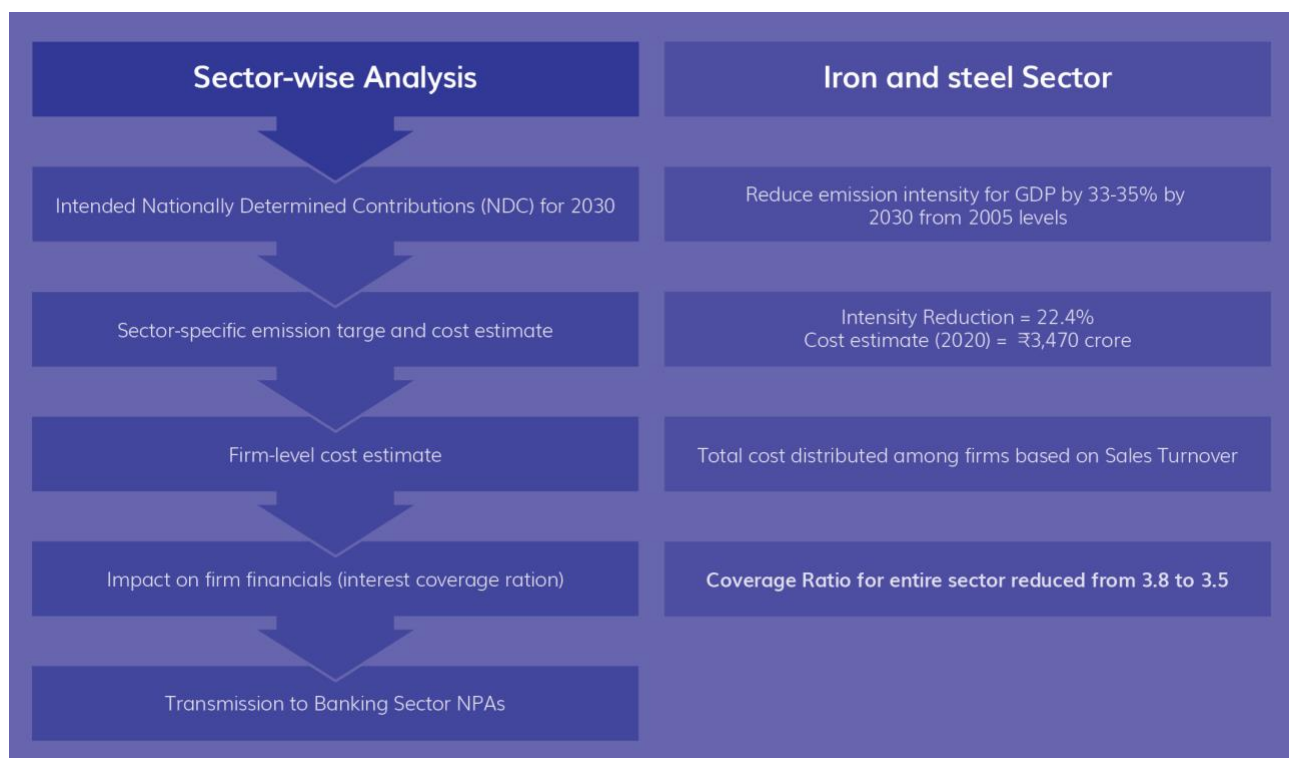 Sector-wise Analysis
Iron and steel Sector
Intended Nationally Determined Contributions (NDC) for 2030
Reduce emission intensity for GDP by 33-35% by
2030 from 2005 levels
Sector-specific emission targe and cost estimate
Intensity Reduction = 22.4%
Cost estimate (2020) = ₹3,470 crore
Firm-level cost estimate
Total cost distributed among firms based on Sales Turnover
Impact on firm financials (interest coverage ration)
Coverage Ratio for entire sector reduced from 3.8 to 3.5
Transmission to Banking Sector NPAs